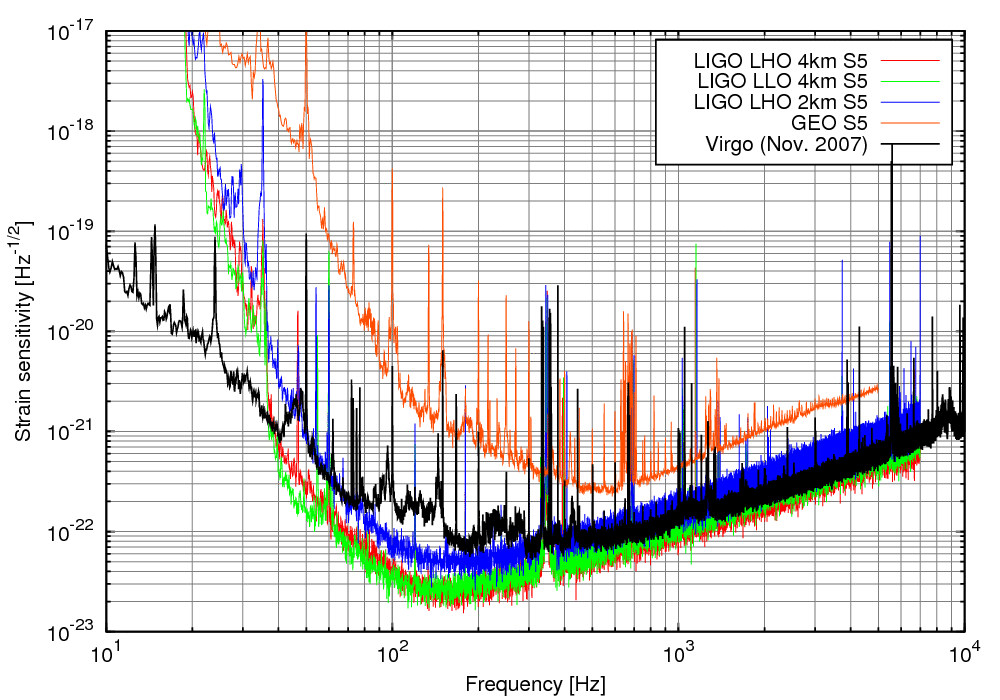 10^-17
10^-18
10^-19
10^-20
10^-21
10^-22
10^-23
Strain sensitivity [Hz^-1/2]
LIGO LHO 4km S5
LIGO LLO 4km S5
LIGO LHO 2km S5
GEO S5
Virgo (Nov. 2007)
10^1 10^2 10^3 10^4
Frequency [Hz]